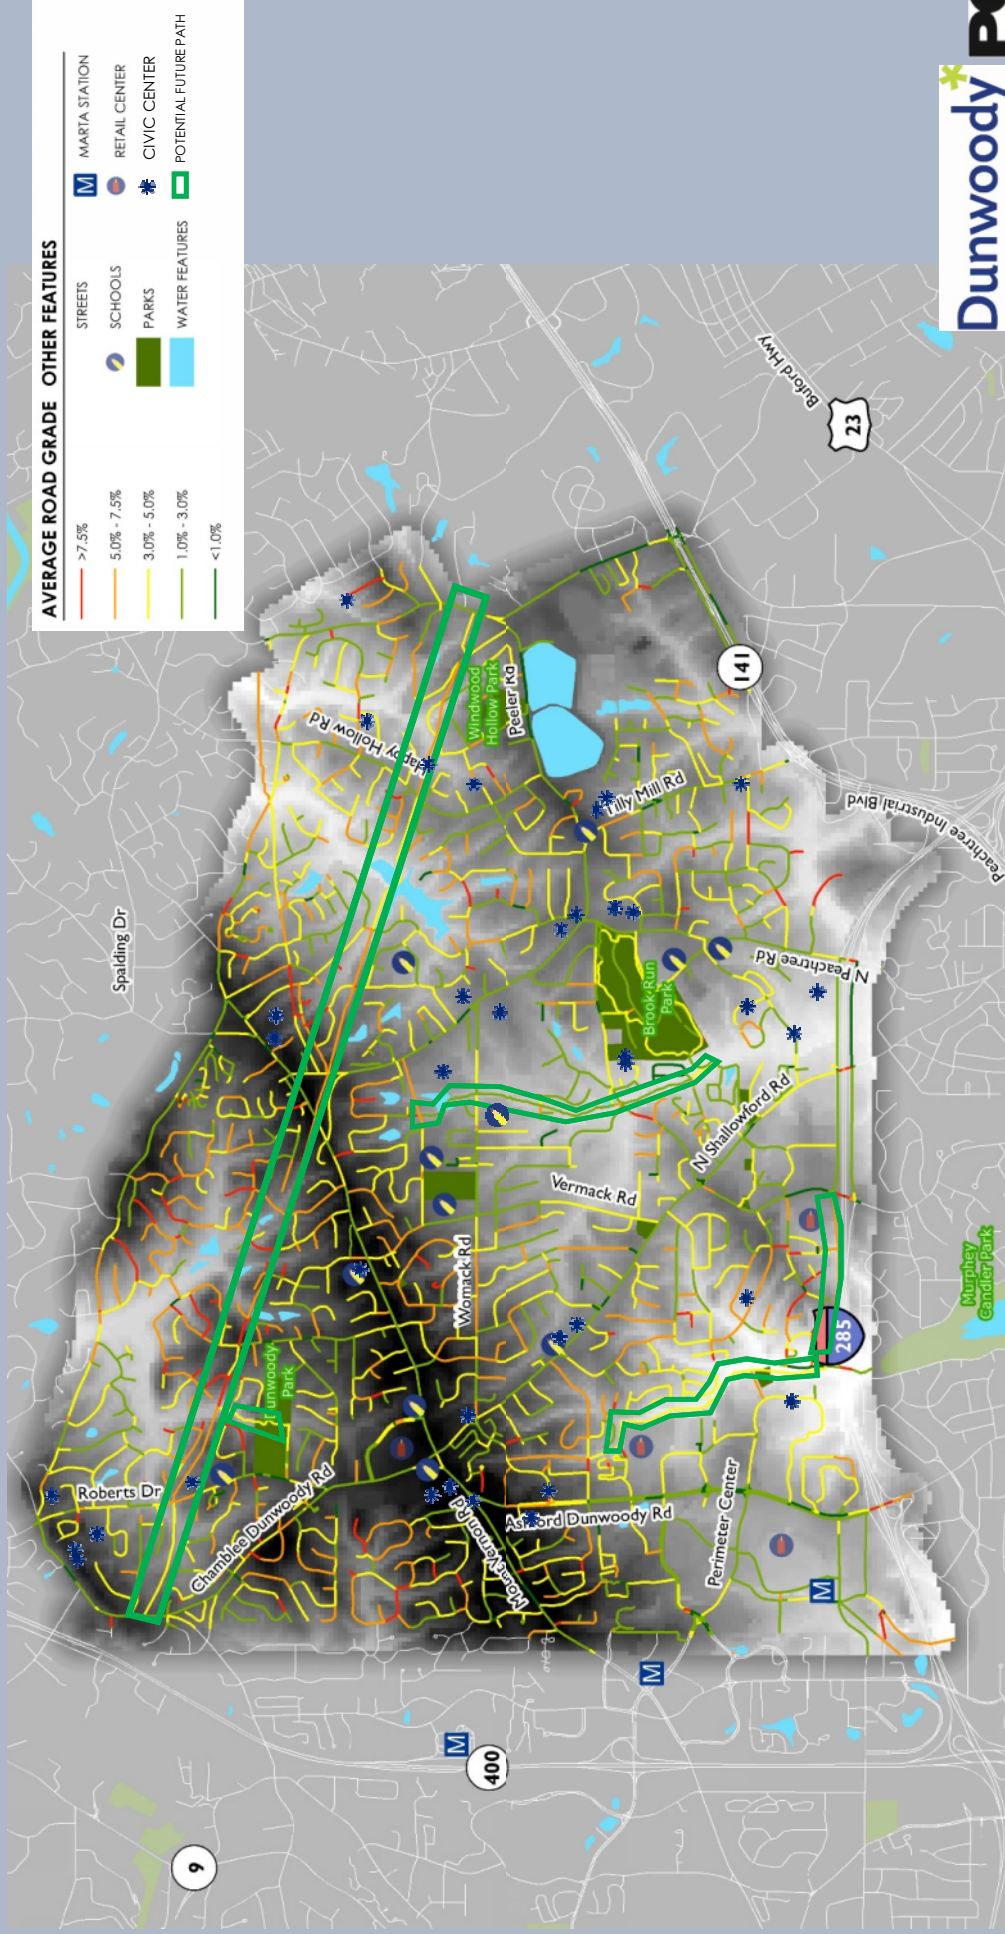 AVERAGE ROAD GRADE
>7.5%
5.0% - 7.5%
3.0% - 5.0%
1.0% - 3.0%
<1.0%
OTHER FEATURES
STREETS
SCHOOLS
PARKS
WATER FEATURES
M MARTA STATION
RETAIL CENTER
CIVIC CENTER
POTENTIAL FUTURE PATH
Dunwoody*
Po
9
400
M
M
M
Roberts Dr
Chamblee Dunwoody Rd
Dunwoody
Park
Spalding Dr
Mount Vernon Rd
Ashford Dunwoody Rd
Perimeter Center
Womack Rd
Vermack Rd
N Shallowford Rd
285
Murphey
Candler Park
Brook Run
Park
N Peachtree Rd
Tilly Mill Rd
Happy Hollow Rd
Windwood
Hollow Park
Peeler Rd
141
Peachtree Industrial Blvd
Buford Hwy
23